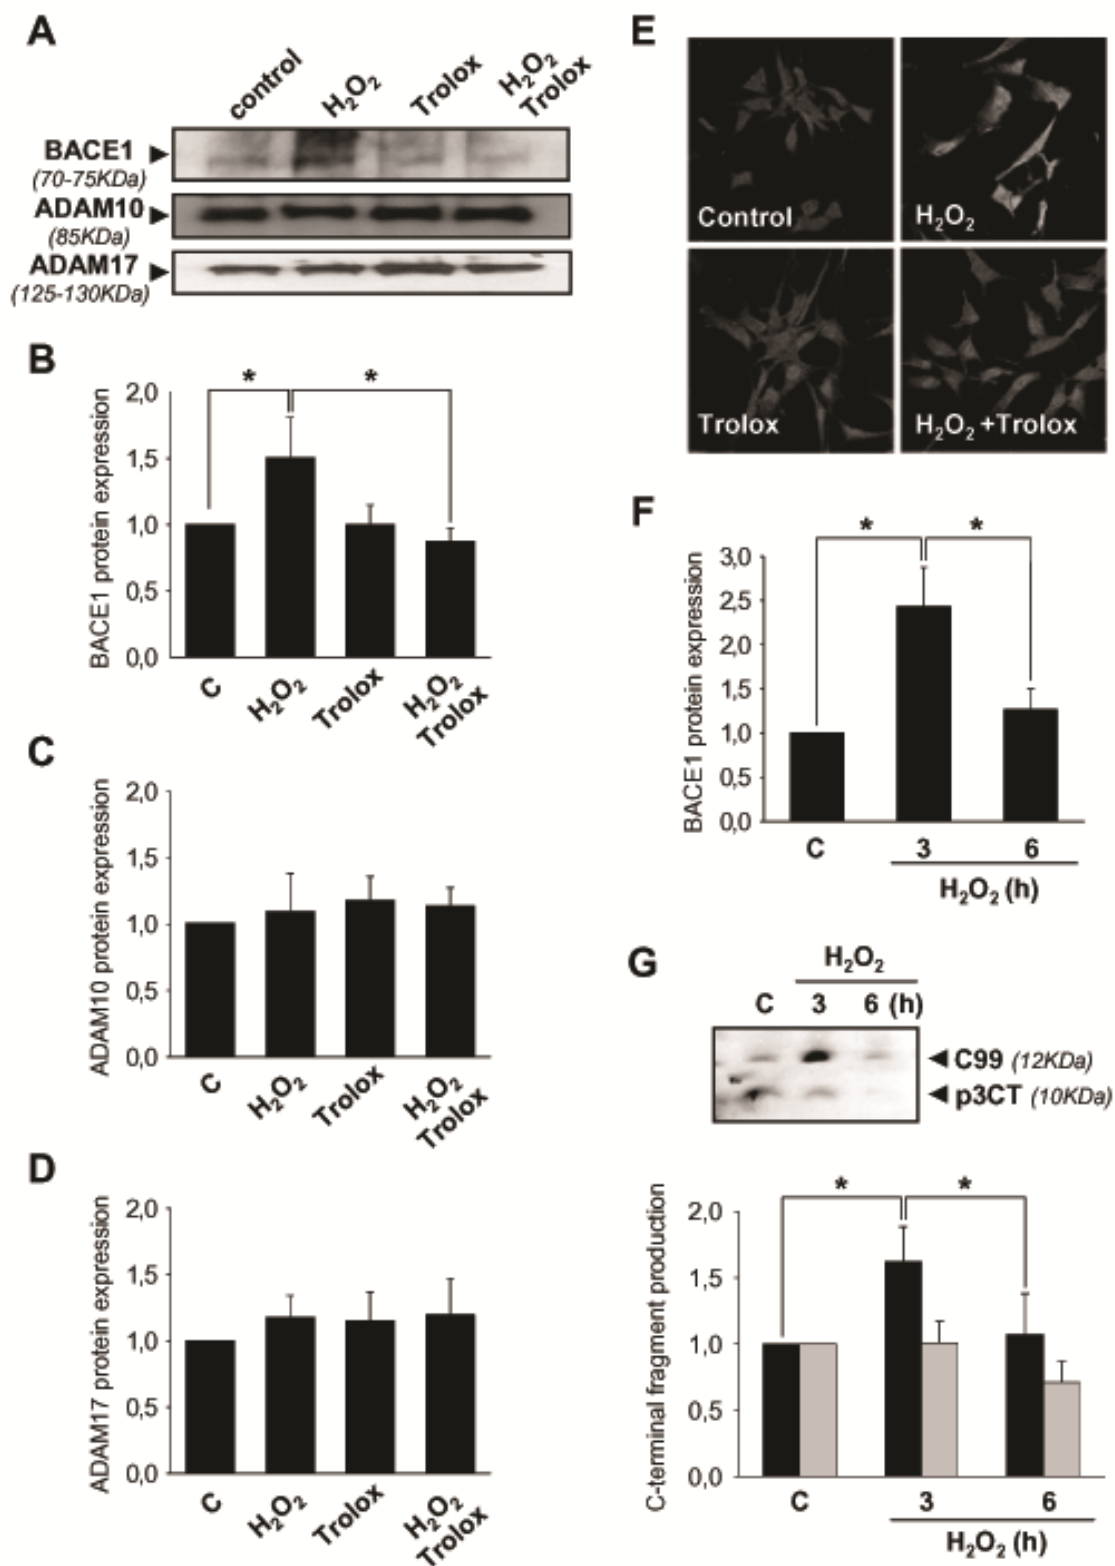 A
control
H₂O₂
Trolox
H₂O₂
Trolox
BACE1
(70-75KDa)
ADAM10
(85KDa)
ADAM17
(125-130KDa)
B
* *
BACE1 protein expression
2,0
1,5
1,0
0,5
0,0
C
H₂O₂
Trolox
H₂O₂
Trolox
C
ADAM10 protein expression
2,0
1,5
1,0
0,5
0,0
C
H₂O₂
Trolox
H₂O₂
Trolox
D
ADAM17 protein expression
2,0
1,5
1,0
0,5
0,0
C
H₂O₂
Trolox
H₂O₂
Trolox
E
Control
H₂O₂
Trolox
H₂O₂ +Trolox
F
* *
BACE1 protein expression
3,0
2,5
2,0
1,5
1,0
0,5
0,0
C 3 6
H₂O₂ (h)
G
H₂O₂
C 3 6 (h)
C99 (12KDa)
p3CT (10KDa)
* *
C-terminal fragment production
2,0
1,5
1,0
0,5
0,0
C 3 6
H₂O₂ (h)